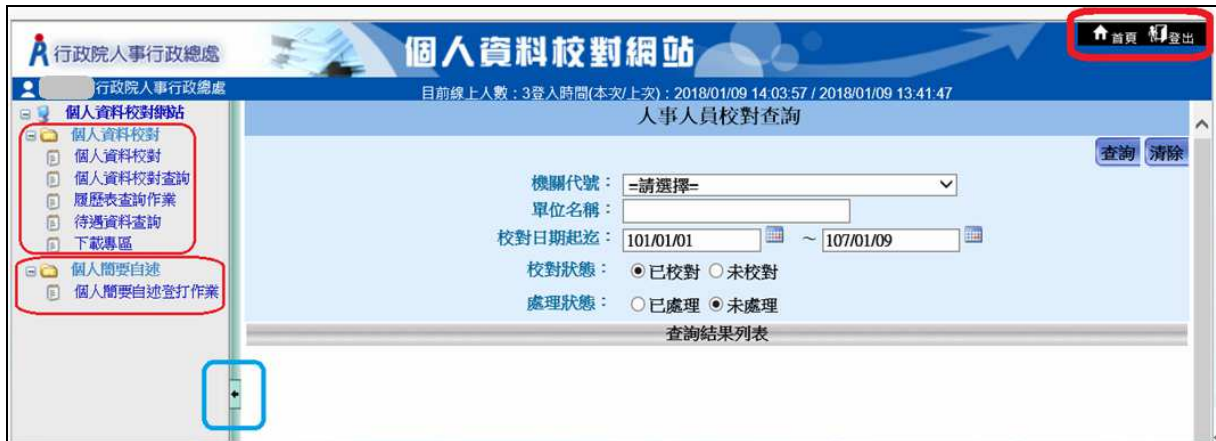 行政院人事行政總處
個人資料校對網站
首頁 登出
行政院人事行政總處
目前線上人數：3登入時間(本次/上次)：2018/01/09 14:03:57 / 2018/01/09 13:41:47
個人資料校對網站
個人資料校對
個人資料校對
個人資料校對查詢
履歷表查詢作業
待遇資料查詢
下載專區
個人簡要自述
個人簡要自述登打作業
人事人員校對查詢
查詢 清除
機關代號： =請選擇=
單位名稱：
校對日期起迄： 101/01/01 ~ 107/01/09
校對狀態： 已校對 未校對
處理狀態： 已處理 未處理
查詢結果列表